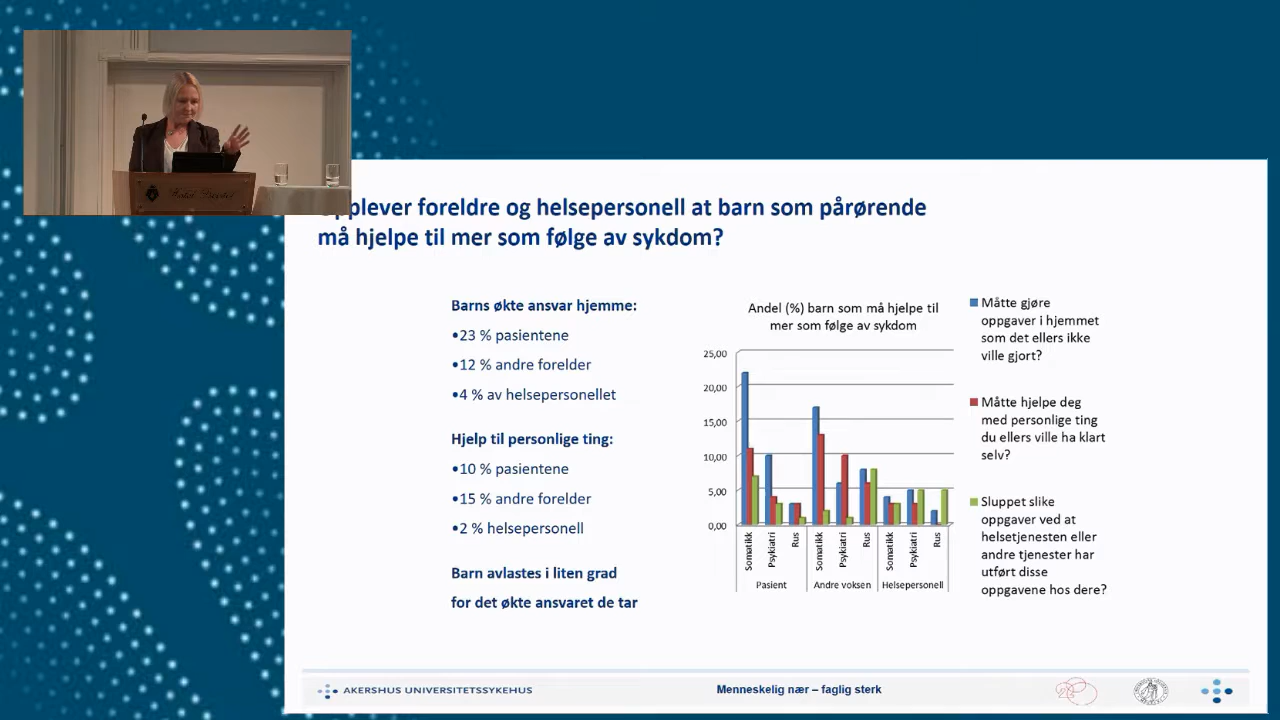 Opplever foreldre og helsepersonell at barn som pårørende
må hjelpe til mer som følge av sykdom?
Barns økte ansvar hjemme:
•23 % pasientene
•12 % andre forelder
•4 % av helsepersonellet
Hjelp til personlige ting:
•10 % pasientene
•15 % andre forelder
•2 % helsepersonell
Barn avlastes i liten grad
for det økte ansvaret de tar
Andel (%) barn som må hjelpe til
mer som følge av sykdom
25,00
20,00
15,00
10,00
5,00
0,00
Somatikk
Psykiatri
Rus
Somatikk
Psykiatri
Rus
Somatikk
Psykiatri
Rus
Pasient
Andre voksen
Helsepersonell
Måtte gjøre
oppgaver i hjemmet
som det ellers ikke
ville gjort?
Måtte hjelpe deg
med personlige ting
du ellers ville ha klart
selv?
Sluppet slike
oppgaver ved at
helsetjenesten eller
andre tjenester har
utført disse
oppgavene hos dere?
AKERSHUS UNIVERSITETSSYKEHUS
Menneskelig nær – faglig sterk